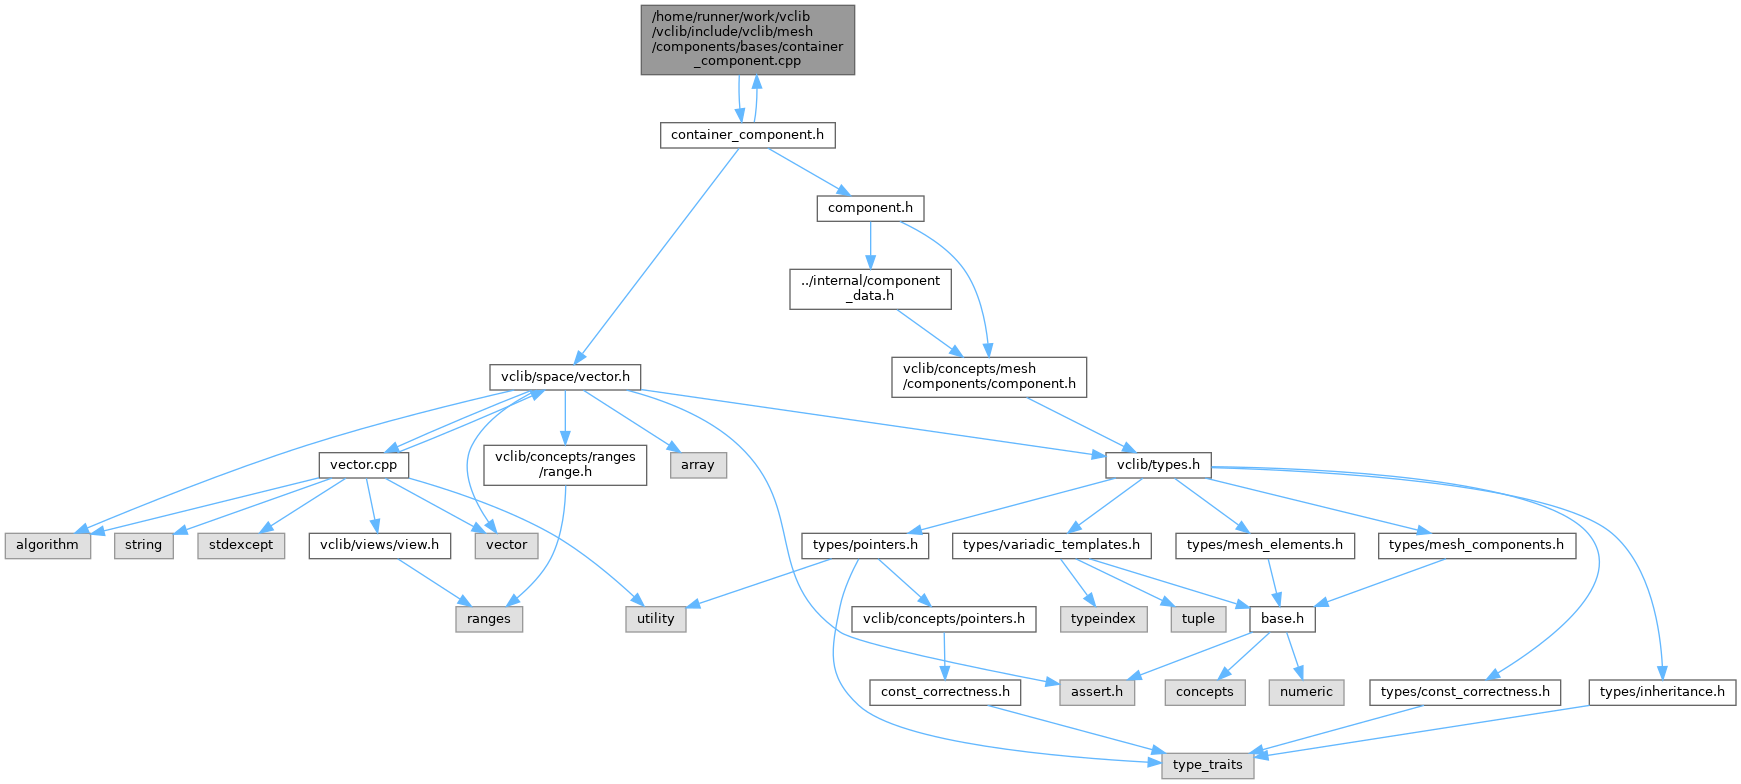 /home/runner/work/vclib
/vclib/include/vclib/mesh
/components/bases/container
_component.cpp
container_component.h
component.h
../internal/component
_data.h
vclib/concepts/mesh
/components/component.h
vclib/space/vector.h
vector.cpp
vclib/concepts/ranges
/range.h
array
vclib/types.h
algorithm
string
stdexcept
vclib/views/view.h
vector
types/pointers.h
types/variadic_templates.h
types/mesh_elements.h
types/mesh_components.h
ranges
utility
vclib/concepts/pointers.h
typeindex
tuple
base.h
const_correctness.h
assert.h
concepts
numeric
types/const_correctness.h
types/inheritance.h
type_traits